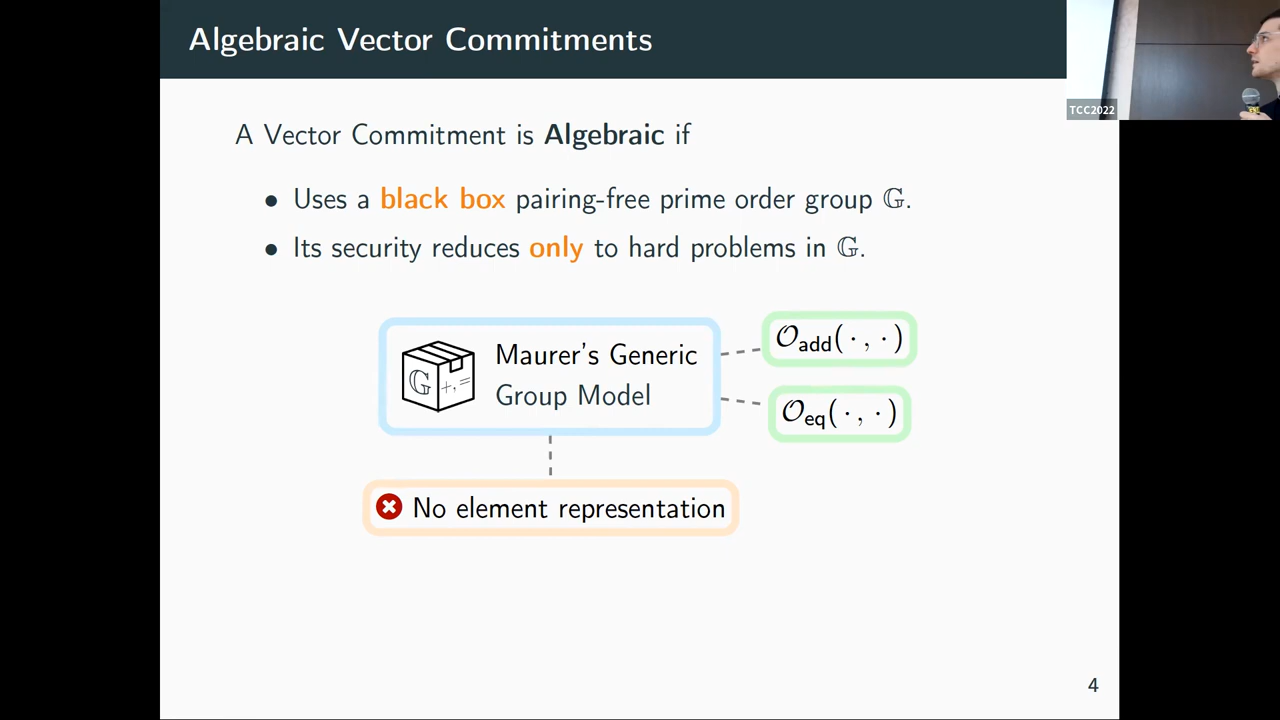 Algebraic Vector Commitments
TCC2022
A Vector Commitment is Algebraic if
• Uses a black box pairing-free prime order group 𝔾.
• Its security reduces only to hard problems in 𝔾.
𝔾 +, =
Maurer's Generic
Group Model
𝒪add(· , ·)
𝒪eq(· , ·)
No element representation
4